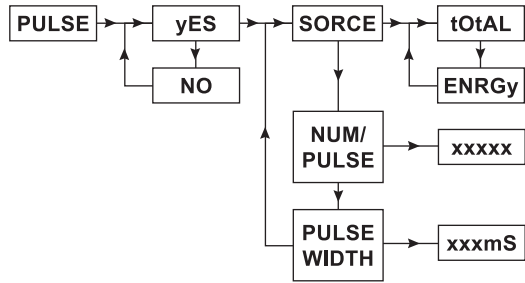 PULSE
yES
SORCE
tOtAL
NO
ENRGy
NUM/
PULSE
xxxxx
PULSE
WIDTH
xxxmS